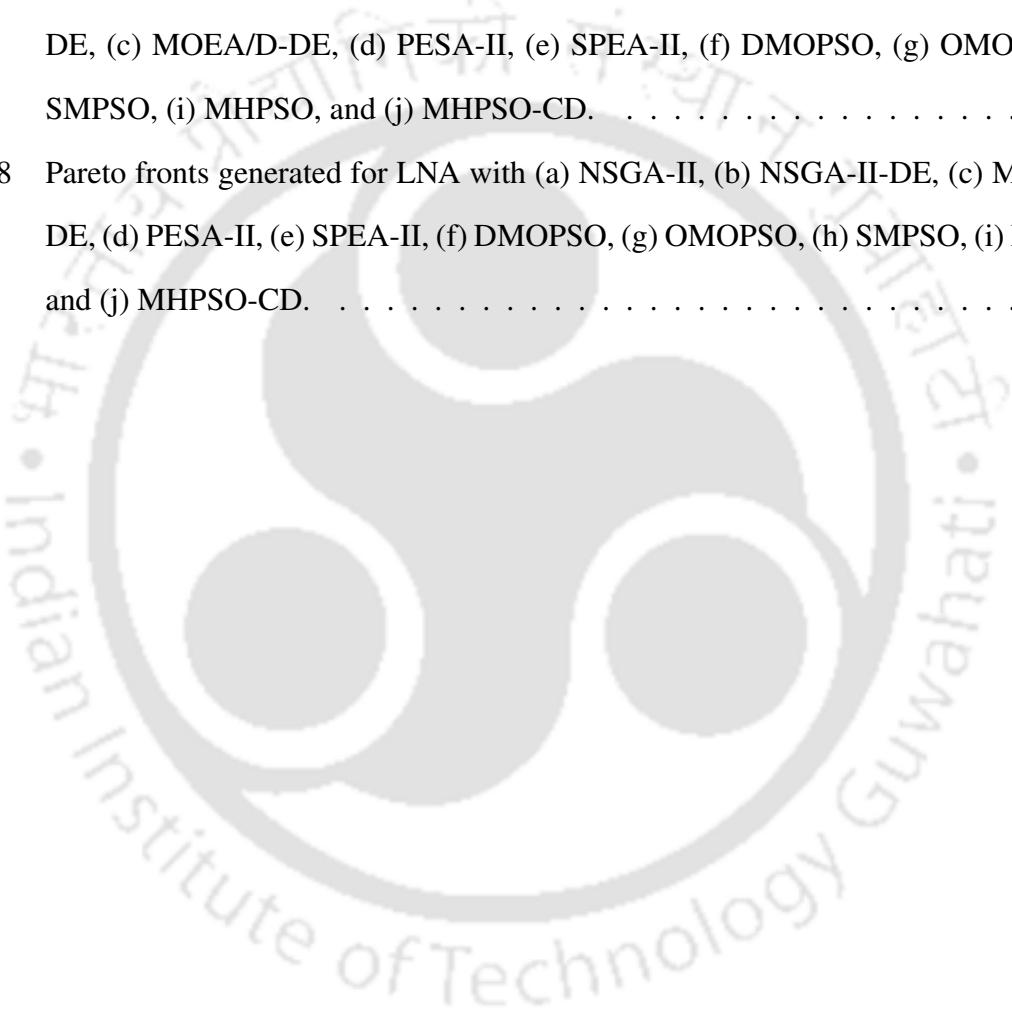 DE, (c) MOEA/D-DE, (d) PESA-II, (e) SPEA-II, (f) DMOPSO, (g) OMO
SMPSO, (i) MHPSO, and (j) MHPSO-CD. . . . . . . . . . . . . . . . . . .
8 Pareto fronts generated for LNA with (a) NSGA-II, (b) NSGA-II-DE, (c) M
DE, (d) PESA-II, (e) SPEA-II, (f) DMOPSO, (g) OMOPSO, (h) SMPSO, (i)
and (j) MHPSO-CD. . . . . . . . . . . . . . . . . . . . . . . . . . . . . .
Indian Institute of Technology Guwahati